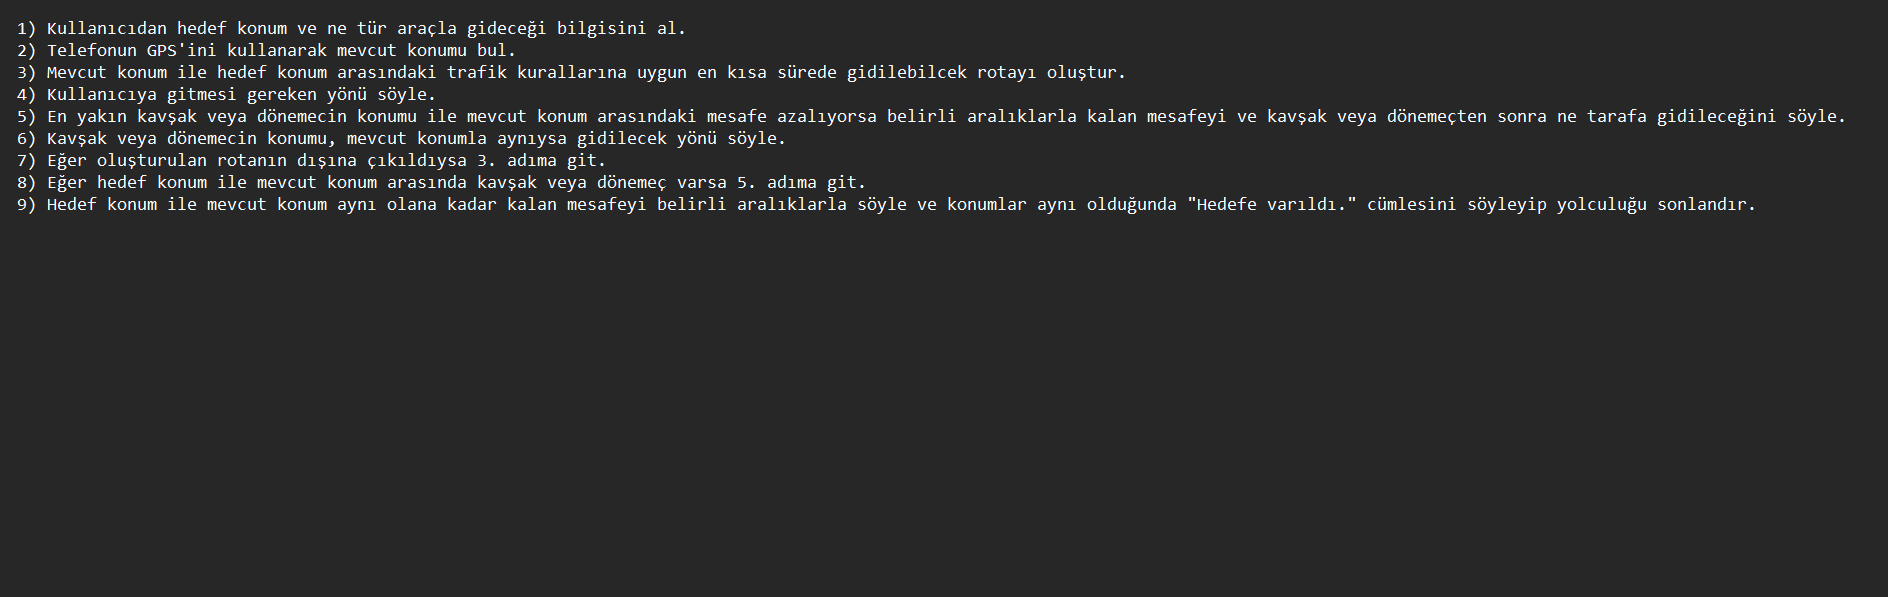 1) Kullanıcıdan hedef konum ve ne tür araçla gideceği bilgisini al.
2) Telefonun GPS'ini kullanarak mevcut konumu bul.
3) Mevcut konum ile hedef konum arasındaki trafik kurallarına uygun en kısa sürede gidilebilcek rotayı oluştur.
4) Kullanıcıya gitmesi gereken yönü söyle.
5) En yakın kavşak veya dönemecin konumu ile mevcut konum arasındaki mesafe azalıyorsa belirli aralıklarla kalan mesafeyi ve kavşak veya dönemeçten sonra ne tarafa gidileceğini söyle.
6) Kavşak veya dönemecin konumu, mevcut konumla aynıysa gidilecek yönü söyle.
7) Eğer oluşturulan rotanın dışına çıkıldıysa 3. adıma git.
8) Eğer hedef konum ile mevcut konum arasında kavşak veya dönemeç varsa 5. adıma git.
9) Hedef konum ile mevcut konum aynı olana kadar kalan mesafeyi belirli aralıklarla söyle ve konumlar aynı olduğunda "Hedefe varıldı." cümlesini söyleyip yolculuğu sonlandır.